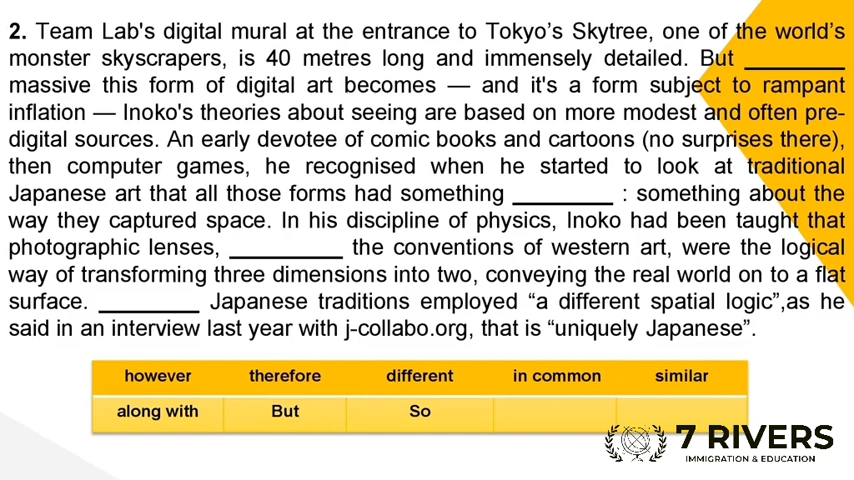 2. Team Lab's digital mural at the entrance to Tokyo’s Skytree, one of the world’s
monster skyscrapers, is 40 metres long and immensely detailed. But ________
massive this form of digital art becomes — and it's a form subject to rampant
inflation — Inoko's theories about seeing are based on more modest and often pre-
digital sources. An early devotee of comic books and cartoons (no surprises there),
then computer games, he recognised when he started to look at traditional
Japanese art that all those forms had something ________ : something about the
way they captured space. In his discipline of physics, Inoko had been taught that
photographic lenses, _________ the conventions of western art, were the logical
way of transforming three dimensions into two, conveying the real world on to a flat
surface. ________ Japanese traditions employed “a different spatial logic”,as he
said in an interview last year with j-collabo.org, that is “uniquely Japanese”.
however therefore different in common similar
along with But So
7 RIVERS
IMMIGRATION & EDUCATION